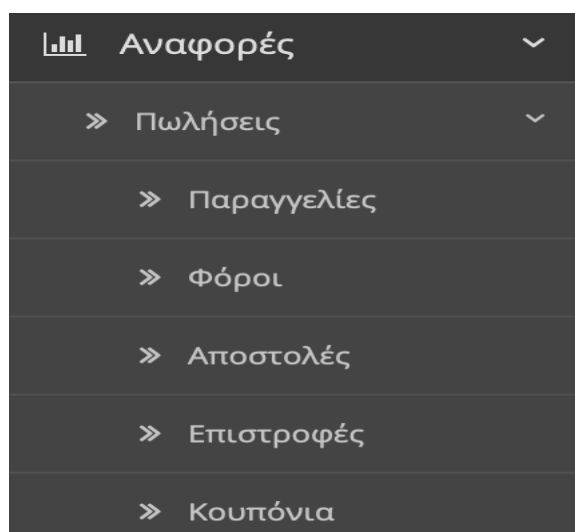 Αναφορές
Πωλήσεις
Παραγγελίες
Φόροι
Αποστολές
Επιστροφές
Κουπόνια